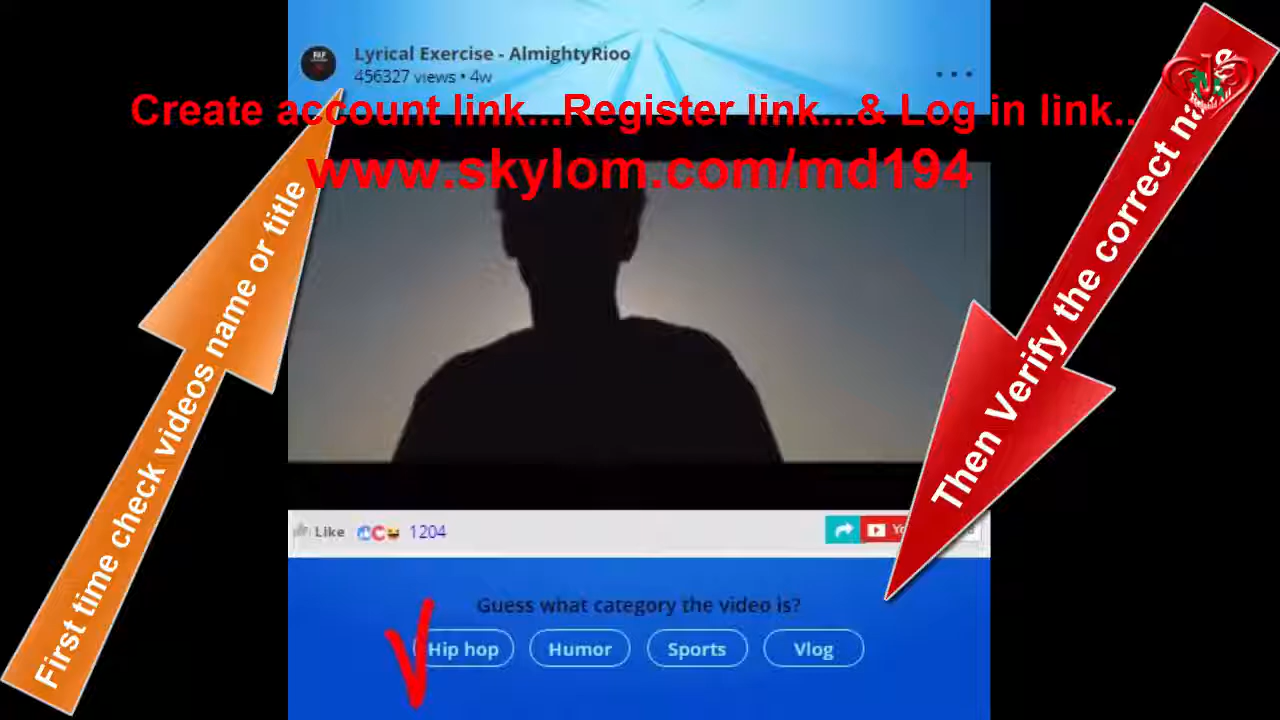 Lyrical Exercise - AlmightyRioo
456327 views • 4w
Create account link...Register link...& Log in link..
www.skylom.com/md194
First time check videos name or title
Then Verify the correct
Like
1204
Guess what category the video is?
Hip hop
Humor
Sports
Vlog